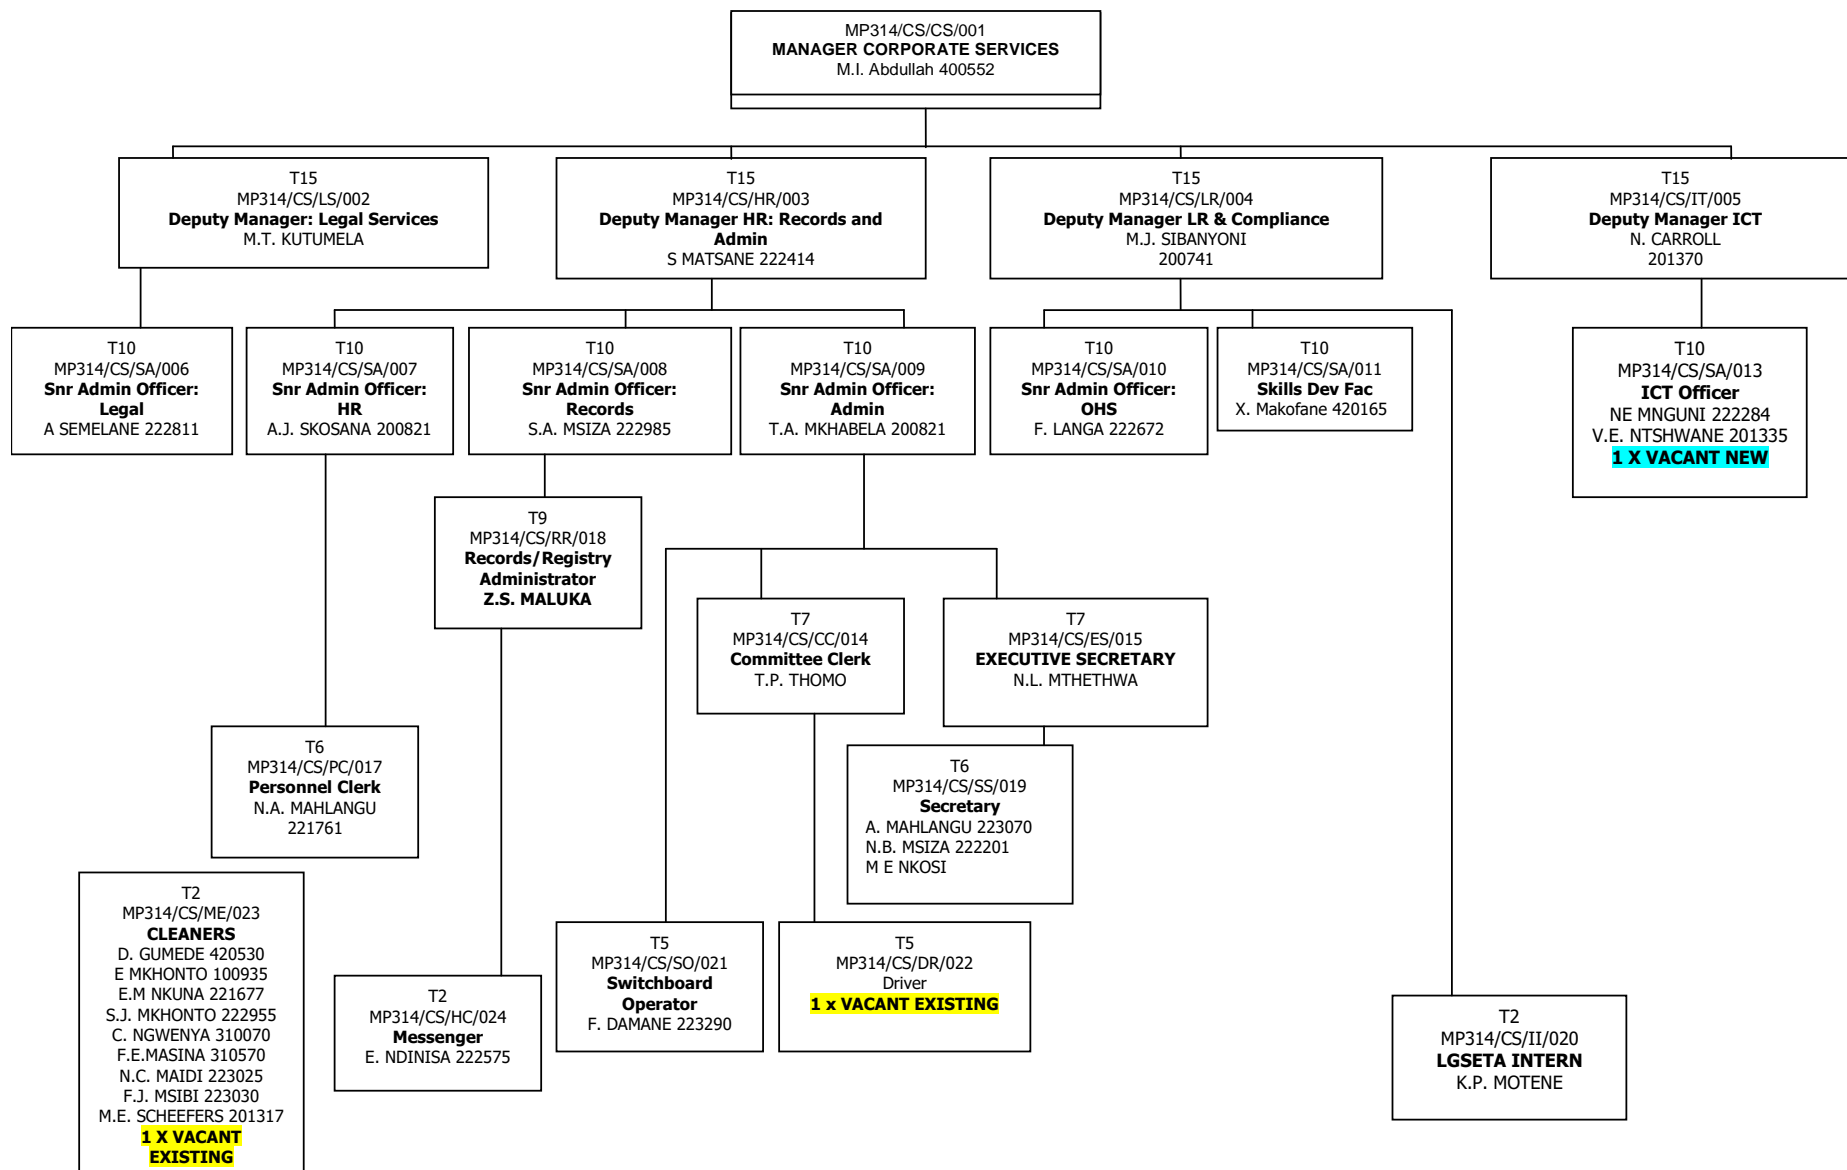 MP314/CS/CS/001
MANAGER CORPORATE SERVICES
M.I. Abdullah 400552
T15
MP314/CS/LS/002
Deputy Manager: Legal Services
M.T. KUTUMELA
T15
MP314/CS/HR/003
Deputy Manager HR: Records and
Admin
S MATSANE 222414
T15
MP314/CS/LR/004
Deputy Manager LR & Compliance
M.J. SIBANYONI
200741
T15
MP314/CS/IT/005
Deputy Manager ICT
N. CARROLL
201370
T10
MP314/CS/SA/006
Snr Admin Officer:
Legal
A SEMELANE 222811
T10
MP314/CS/SA/007
Snr Admin Officer:
HR
A.J. SKOSANA 200821
T10
MP314/CS/SA/008
Snr Admin Officer:
Records
S.A. MSIZA 222985
T10
MP314/CS/SA/009
Snr Admin Officer:
Admin
T.A. MKHABELA 200821
T10
MP314/CS/SA/010
Snr Admin Officer:
OHS
F. LANGA 222672
T10
MP314/CS/SA/011
Skills Dev Fac
X. Makofane 420165
T10
MP314/CS/SA/013
ICT Officer
NE MNGUNI 222284
V.E. NTSHWANE 201335
1 X VACANT NEW
T9
MP314/CS/RR/018
Records/Registry
Administrator
Z.S. MALUKA
T7
MP314/CS/CC/014
Committee Clerk
T.P. THOMO
T7
MP314/CS/ES/015
EXECUTIVE SECRETARY
N.L. MTHETHWA
T6
MP314/CS/PC/017
Personnel Clerk
N.A. MAHLANGU
221761
T6
MP314/CS/SS/019
Secretary
A. MAHLANGU 223070
N.B. MSIZA 222201
M E NKOSI
T2
MP314/CS/ME/023
CLEANERS
D. GUMEDE 420530
E MKHONTO 100935
E.M NKUNA 221677
S.J. MKHONTO 222955
C. NGWENYA 310070
F.E.MASINA 310570
N.C. MAIDI 223025
F.J. MSIBI 223030
M.E. SCHEEFERS 201317
1 X VACANT
EXISTING
T2
MP314/CS/HC/024
Messenger
E. NDINISA 222575
T5
MP314/CS/SO/021
Switchboard
Operator
F. DAMANE 223290
T5
MP314/CS/DR/022
Driver
1 x VACANT EXISTING
T2
MP314/CS/II/020
LGSETA INTERN
K.P. MOTENE